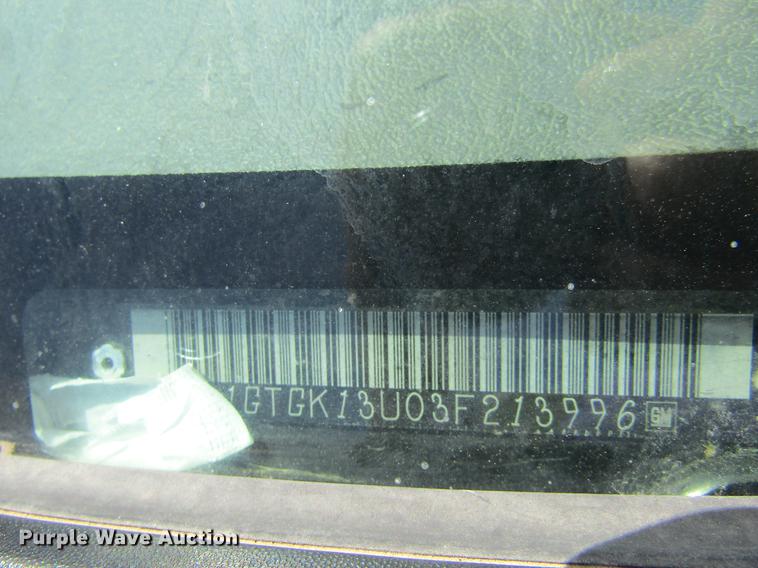 1GTGK13U03F213996 GM
Purple Wave Auction